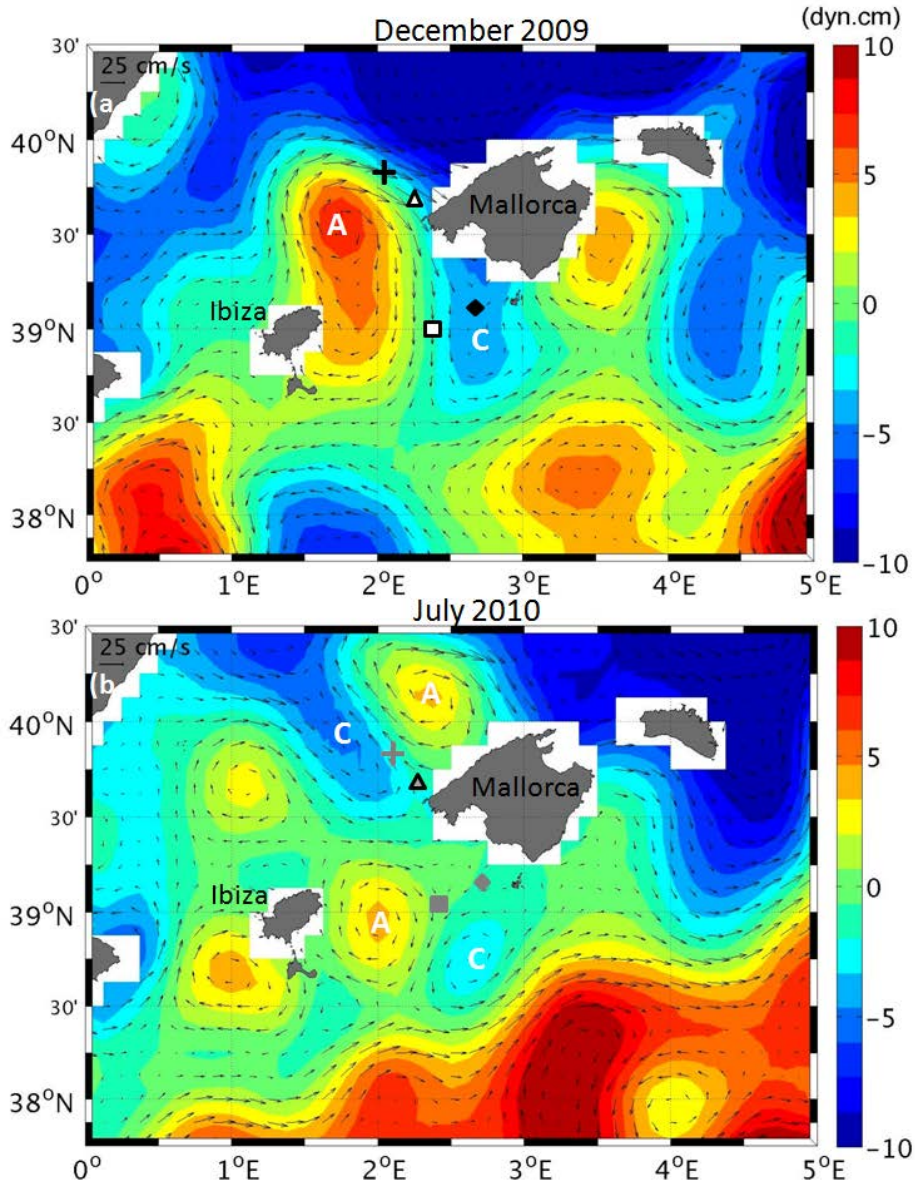 December 2009
(dyn.cm)
30'
25 cm/s
(a
10
40°N
Mallorca
5
A
30'
Ibiza
0
39°N
C
30'
-5
38°N
-10
0° 1°E 2°E 3°E 4°E 5°E
July 2010
30'
25 cm/s
(b
10
A
40°N
C
5
Mallorca
30'
Ibiza
0
39°N
A
C
30'
-5
38°N
-10
0° 1°E 2°E 3°E 4°E 5°E